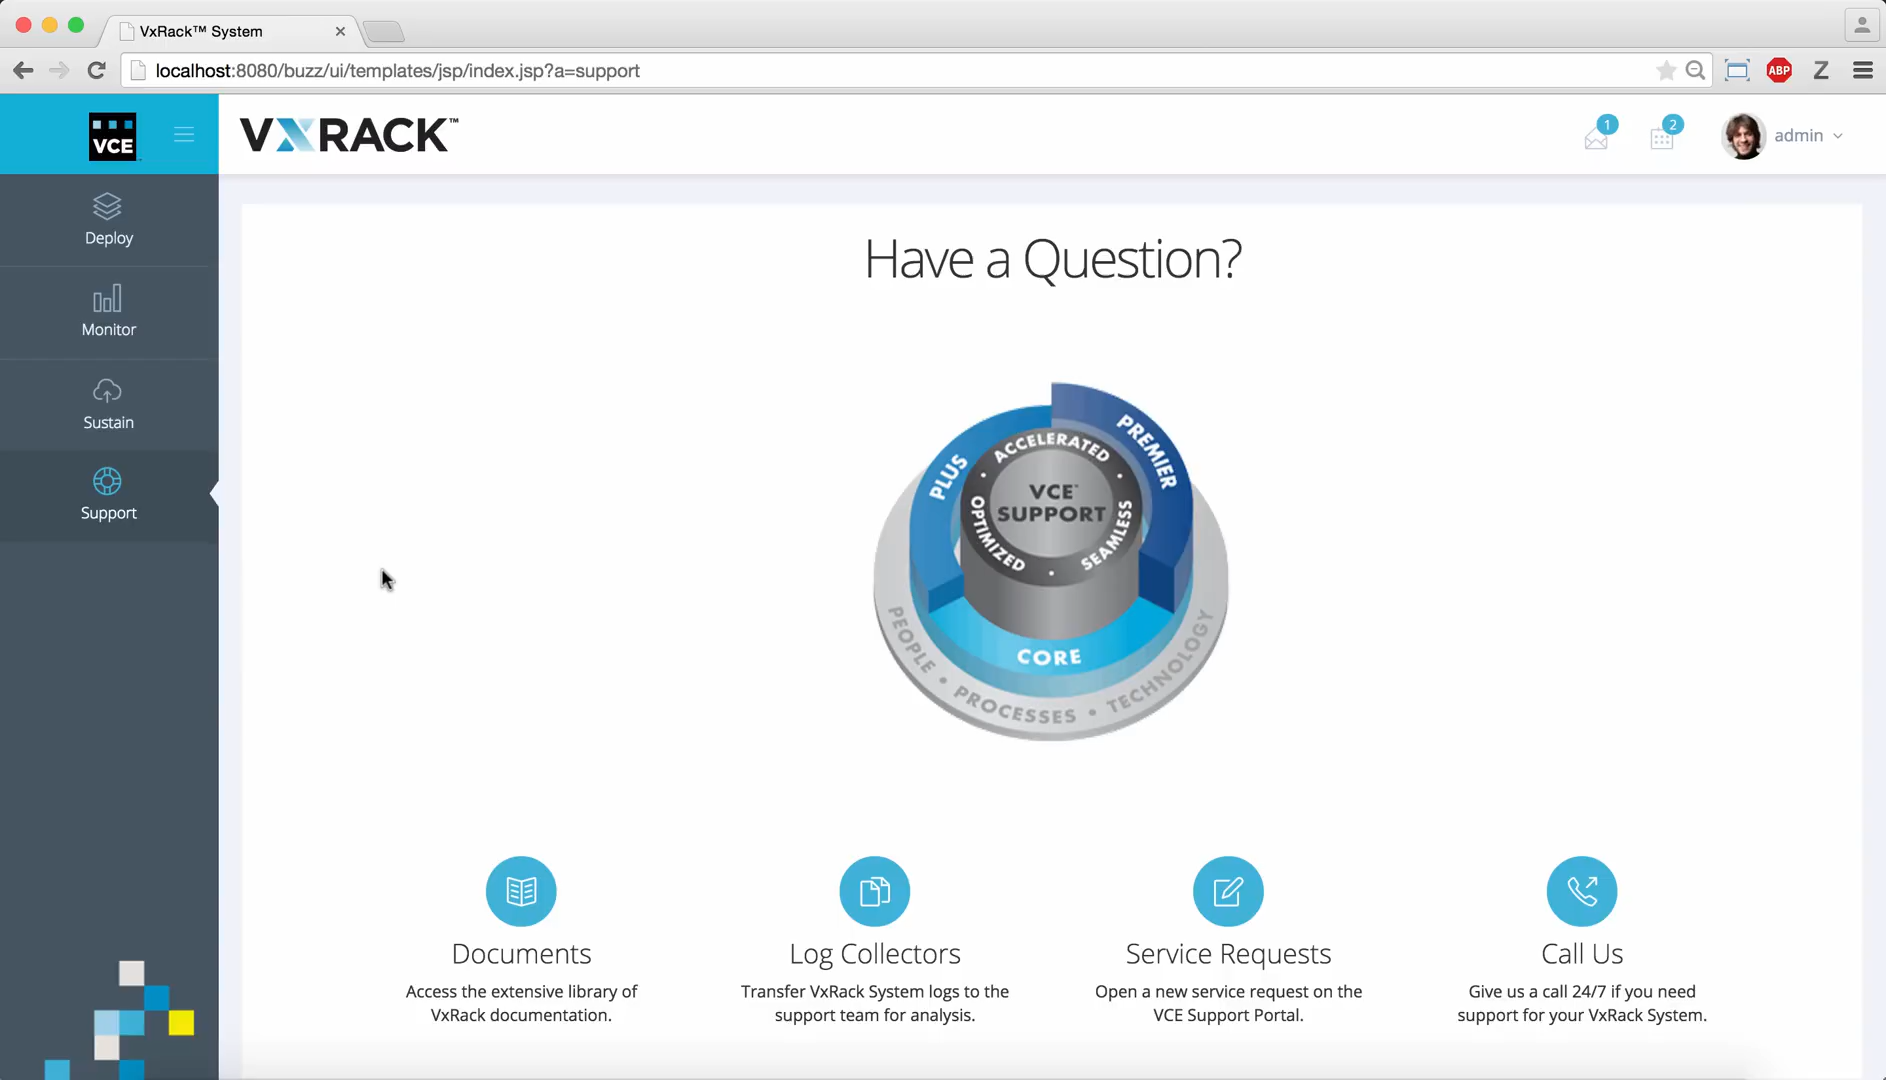 VxRack™ System
localhost:8080/buzz/ui/templates/jsp/index.jsp?a=support
ABP
Z
VCE
VXRACK™
1
2
admin
Deploy
Monitor
Sustain
Support
Have a Question?
PLUS
PREMIER
ACCELERATED
OPTIMIZED
SEAMLESS
VCE
SUPPORT
CORE
PEOPLE • PROCESSES • TECHNOLOGY
Documents
Access the extensive library of
VxRack documentation.
Log Collectors
Transfer VxRack System logs to the
support team for analysis.
Service Requests
Open a new service request on the
VCE Support Portal.
Call Us
Give us a call 24/7 if you need
support for your VxRack System.